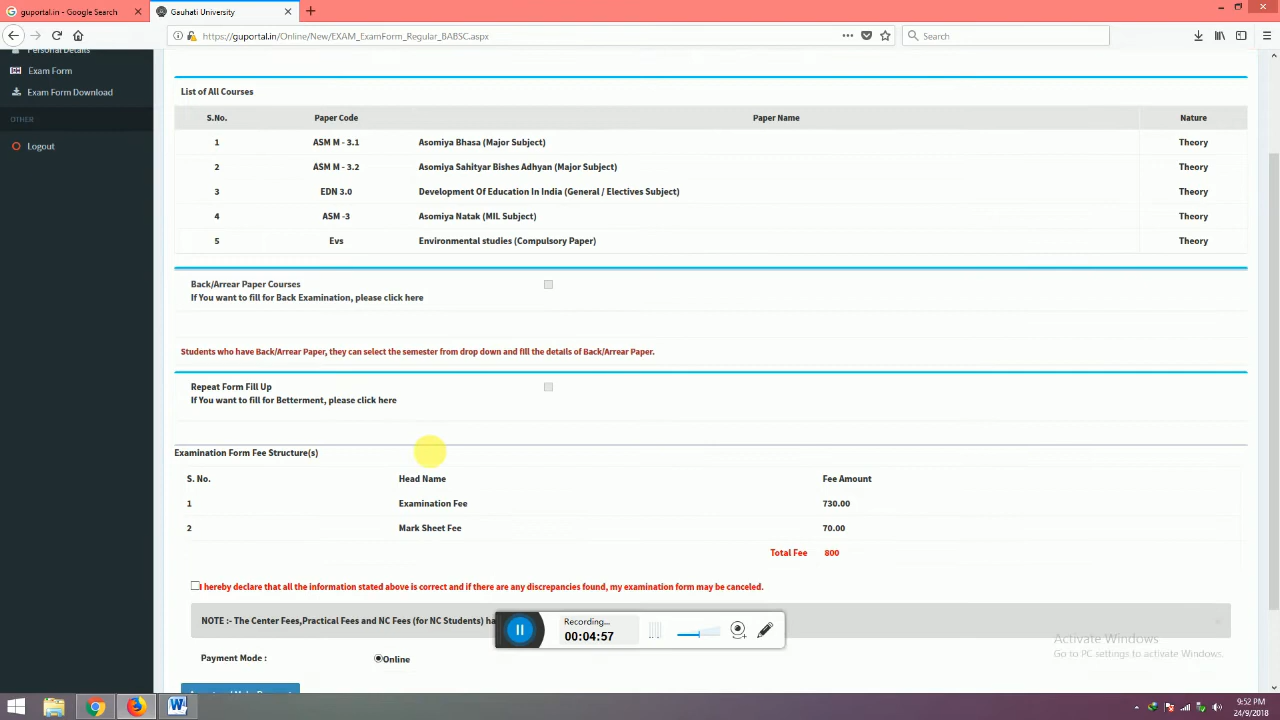 guportal.in - Google Search
Gauhati University
https://guportal.in/Online/New/EXAM_ExamForm_Regular_BABSC.aspx
Search
Personal Details
Exam Form
Exam Form Download
OTHER
Logout
List of All Courses
S.No. Paper Code Paper Name Nature
1 ASM M - 3.1 Asomiya Bhasa (Major Subject) Theory
2 ASM M - 3.2 Asomiya Sahityar Bishes Adhyan (Major Subject) Theory
3 EDN 3.0 Development Of Education In India (General / Electives Subject) Theory
4 ASM -3 Asomiya Natak (MIL Subject) Theory
5 Evs Environmental studies (Compulsory Paper) Theory
Back/Arrear Paper Courses
If You want to fill for Back Examination, please click here
Students who have Back/Arrear Paper, they can select the semester from drop down and fill the details of Back/Arrear Paper.
Repeat Form Fill Up
If You want to fill for Betterment, please click here
Examination Form Fee Structure(s)
S. No. Head Name Fee Amount
1 Examination Fee 730.00
2 Mark Sheet Fee 70.00
Total Fee 800
I hereby declare that all the information stated above is correct and if there are any discrepancies found, my examination form may be canceled.
NOTE :- The Center Fees,Practical Fees and NC Fees (for NC Students) ha
Recording...
00:04:57
Activate Windows
Go to PC settings to activate Windows.
Payment Mode : Online
9:52 PM
24/9/2018